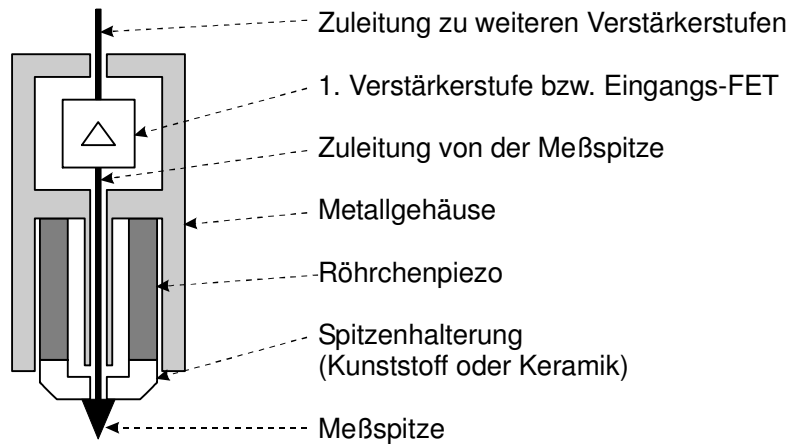 Zuleitung zu weiteren Verstärkerstufen
1. Verstärkerstufe bzw. Eingangs-FET
Zuleitung von der Meßspitze
Metallgehäuse
Röhrchenpiezo
Spitzenhalterung
(Kunststoff oder Keramik)
Meßspitze